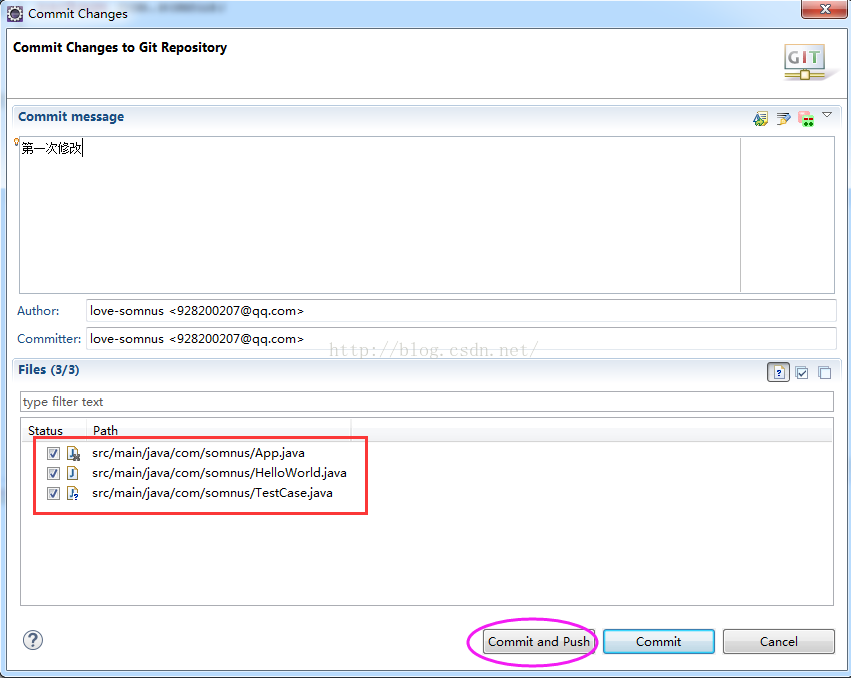 Commit Changes
Commit Changes to Git Repository
GIT
Commit message
第一次修改
Author: love-somnus <928200207@qq.com>
Committer: love-somnus <928200207@qq.com>
http://blog.csdn.net/
Files (3/3)
type filter text
Status Path
src/main/java/com/somnus/App.java
src/main/java/com/somnus/HelloWorld.java
src/main/java/com/somnus/TestCase.java
Commit and Push Commit Cancel